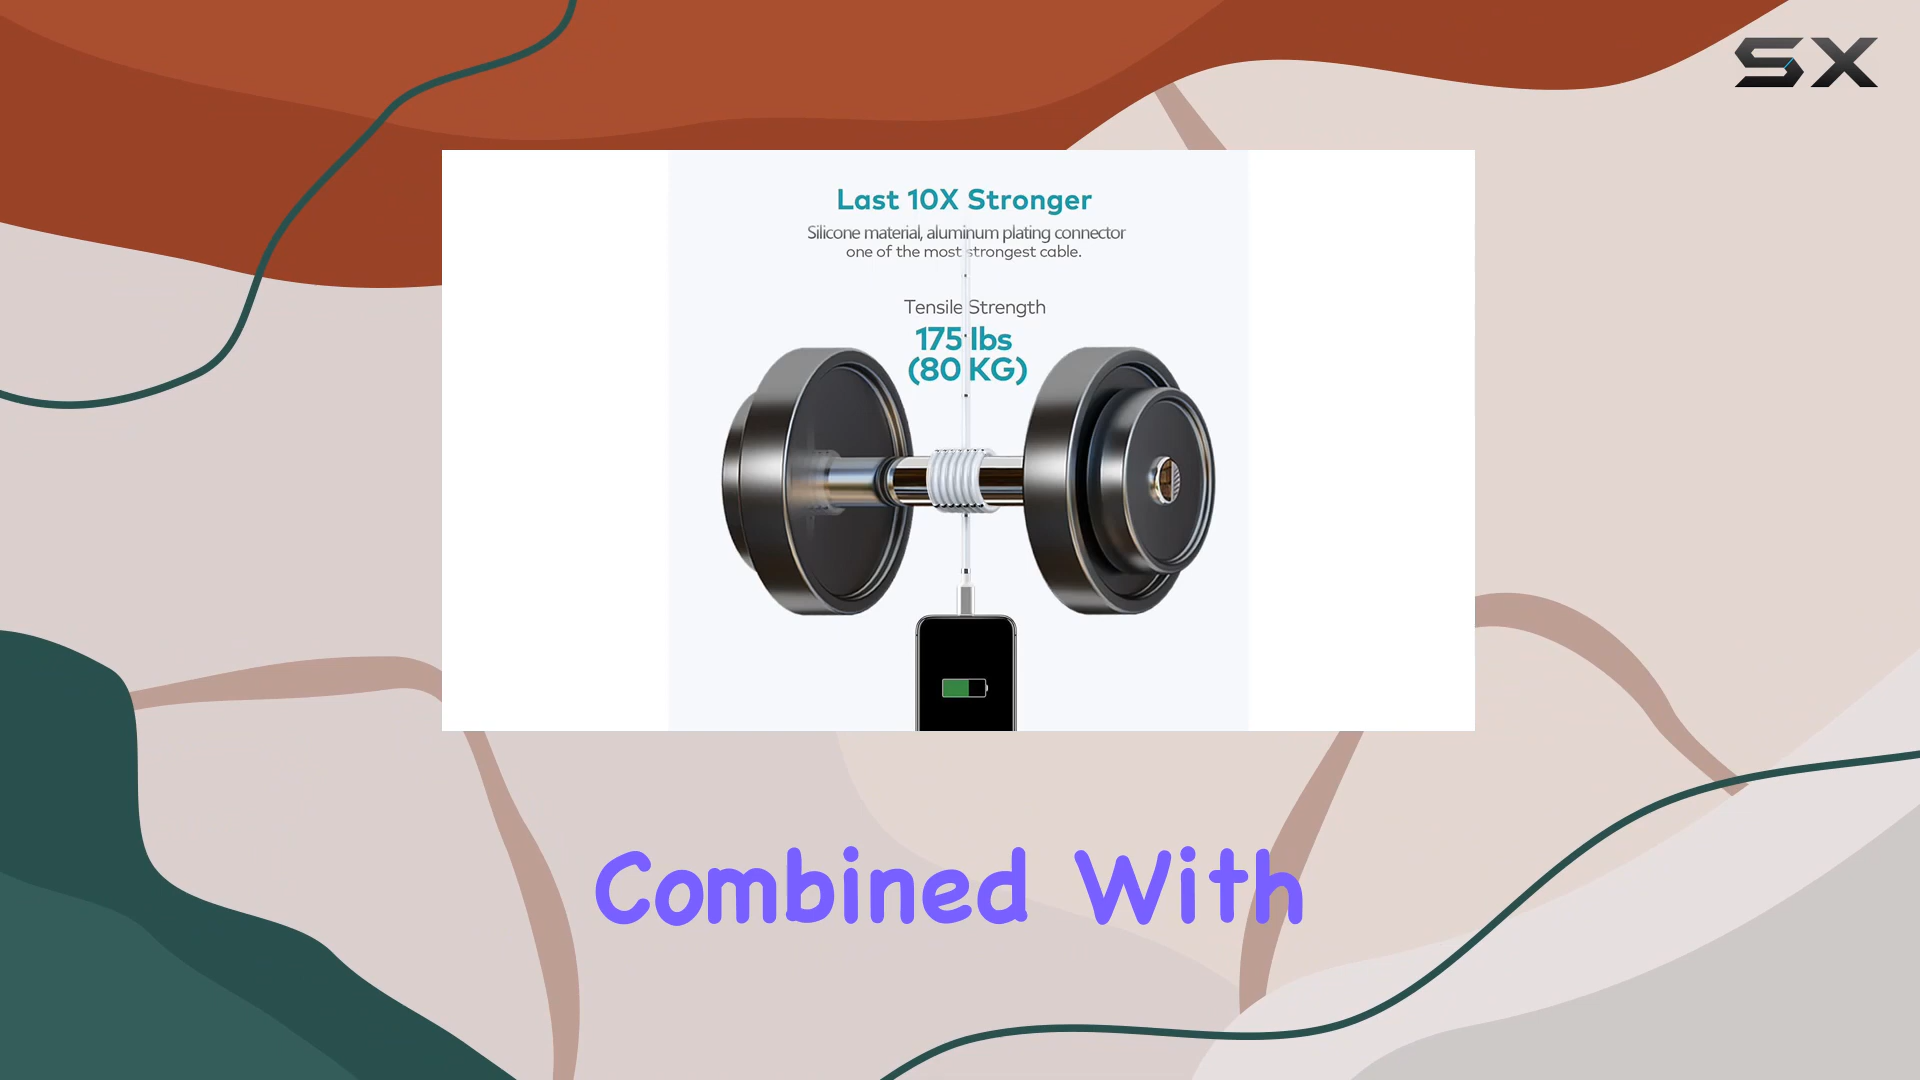 SX
Last 10X Stronger
Silicone material, aluminum plating connector
one of the most strongest cable.
Tensile Strength
175 lbs
(80 KG)
Combined With